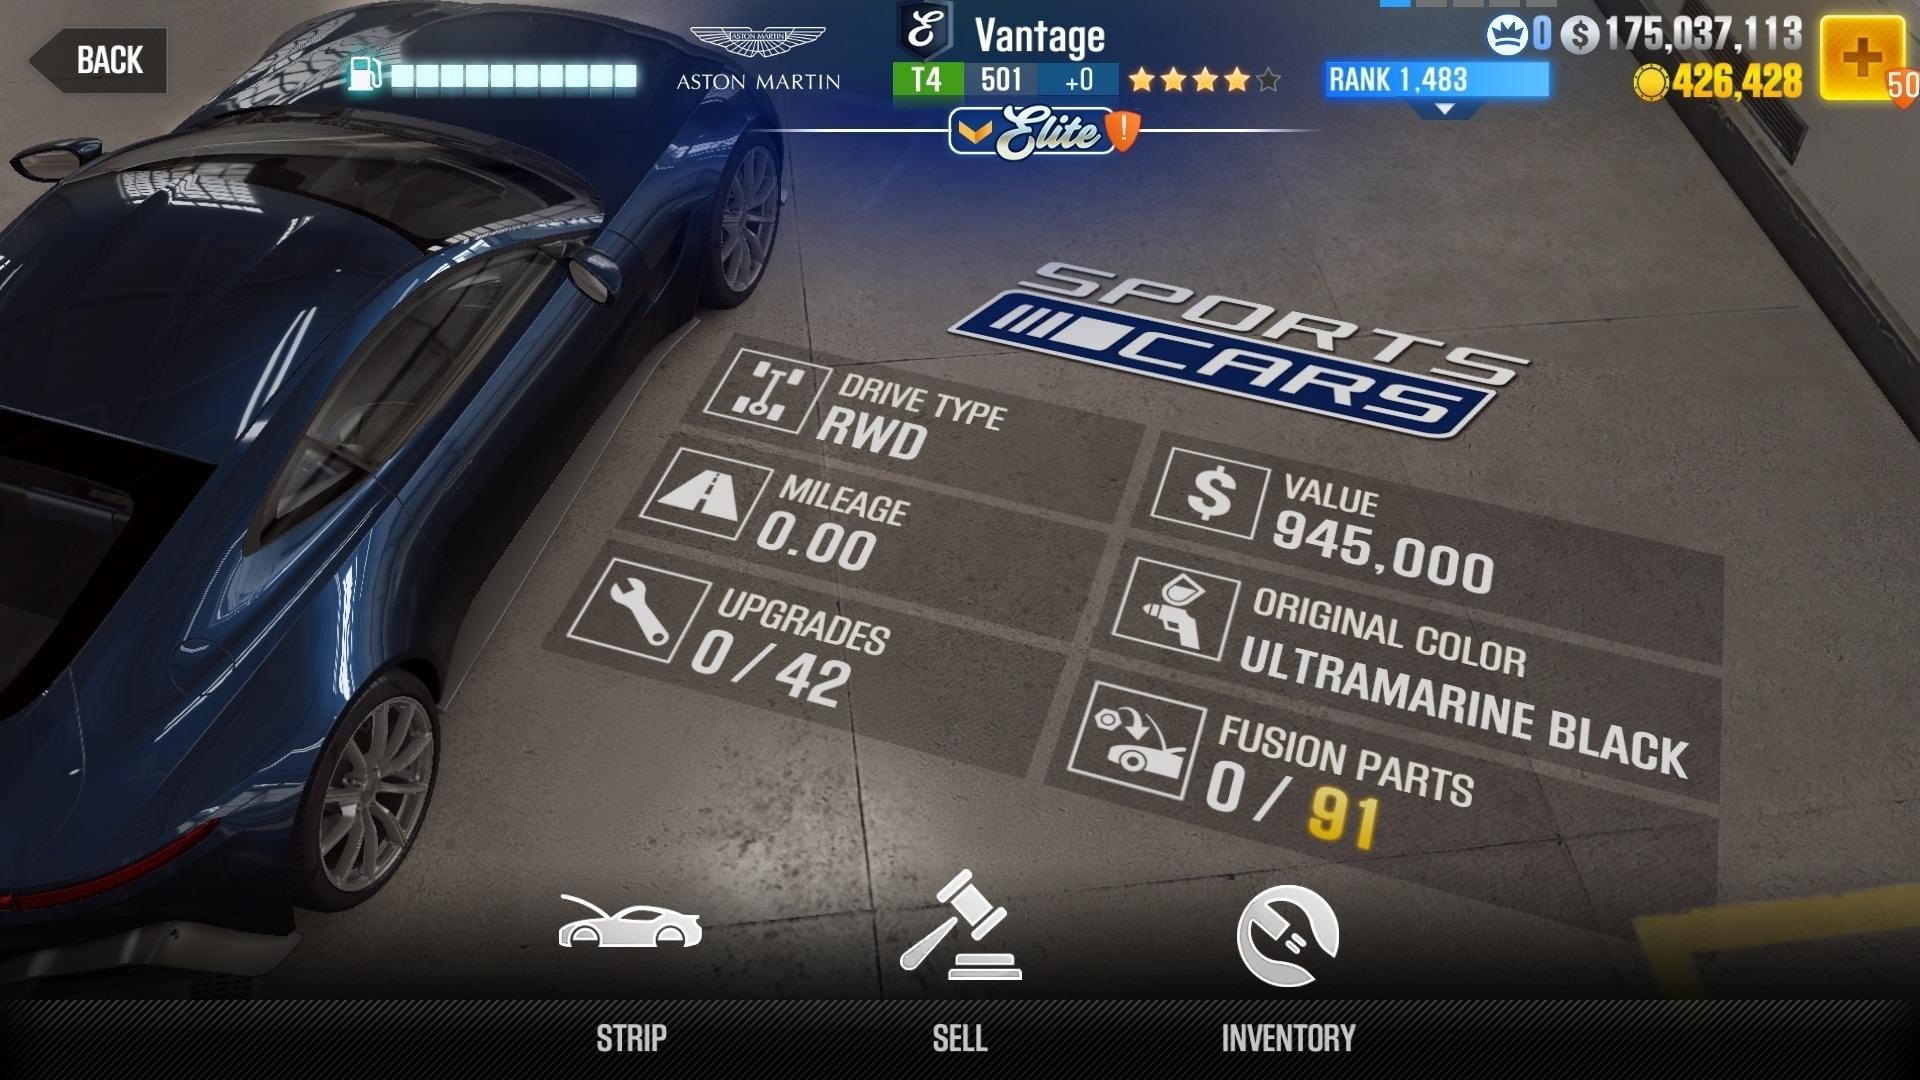 BACK
ASTON MARTIN
ASTON MARTIN
E Vantage
T4 501 +0
Elite !
RANK 1,483
0 $ 175,037,113
426,428
+ 50
SPORTS
CARS
DRIVE TYPE
RWD
MILEAGE
0.00
UPGRADES
0/42
$ VALUE
945,000
ORIGINAL COLOR
ULTRAMARINE BLACK
FUSION PARTS
0/ 91
STRIP
SELL
INVENTORY